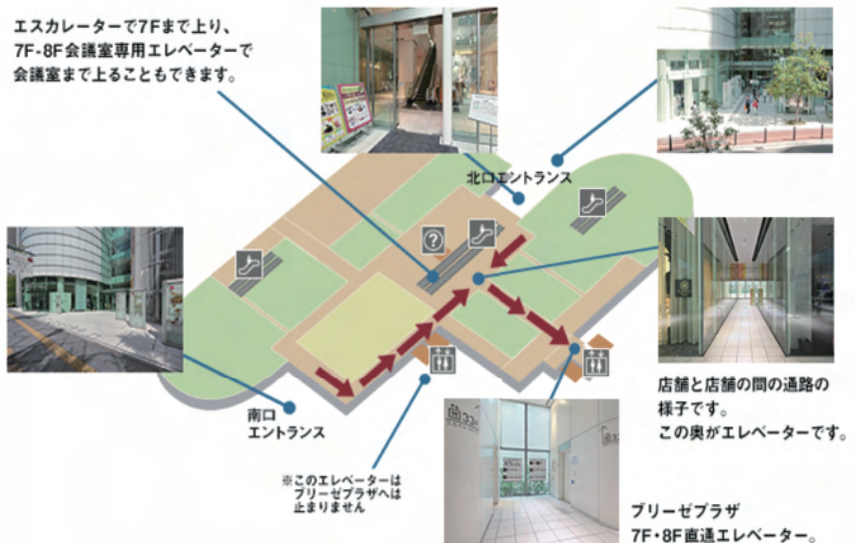 エスカレーターで7Fまで上り、
7F-8F会議室専用エレベーターで
会議室まで上ることもできます。
北口エントランス
?
南口
エントランス
※このエレベーターは
ブリーゼプラザへは
止まりません
店舗と店舗の間の通路の
様子です。
この奥がエレベーターです。
ブリーゼプラザ
7F・8F直通エレベーター。